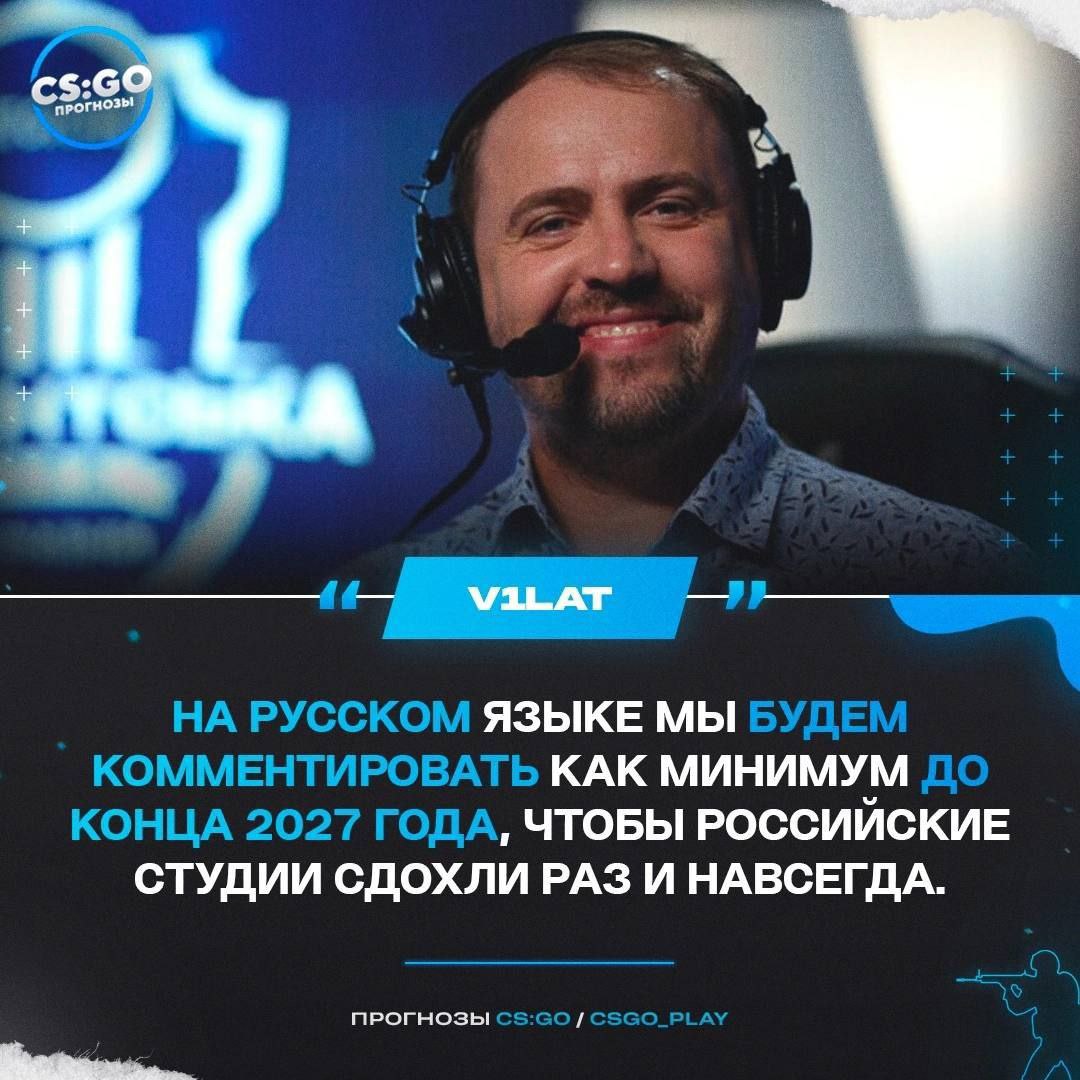 CS:GO
ПРОГНОЗЫ
“ V1LAT ”
НА РУССКОМ ЯЗЫКЕ МЫ БУДЕМ
КОММЕНТИРОВАТЬ КАК МИНИМУМ ДО
КОНЦА 2027 ГОДА, ЧТОБЫ РОССИЙСКИЕ
СТУДИИ СДОХЛИ РАЗ И НАВСЕГДА.
ПРОГНОЗЫ CS:GO / CSGO_PLAY